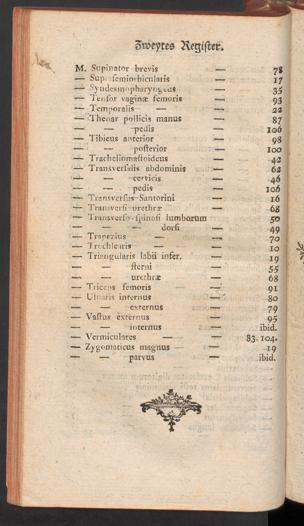 Zweytes Register.
M. Supinator brevis — 78
— Suprasemiorbicularis — 17
— Syndesmopharyngeus — 35
— Tensor vaginæ femoris — 93
— Temporalis — — 22
— Thenar pollicis manus — 87
— — pedis — 106
— Tibieus anterior — 98
— — posterior — 100
— Trachelomastoideus — 42
— Transversalis abdominis — 62
— — cervicis — 46
— — pedis — 106
— Transversus Santorini — 16
— Transversi urethræ — 68
— Transverso-spinosi lumborum — 50
— — dorsi — 49
— Trapezius — — 70
— Trochlearis — — 10
— Triangularis labii infer. — 19
— — sterni — 55
— — urethræ — 68
— Triceps femoris — 91
— Ulnaris internus — 80
— — externus — 79
— Vastus externus — 95
— — internus — ibid.
— Vermiculares — — 83. 104.
— Zygomaticus magnus — — 19
— — parvus — ibid.